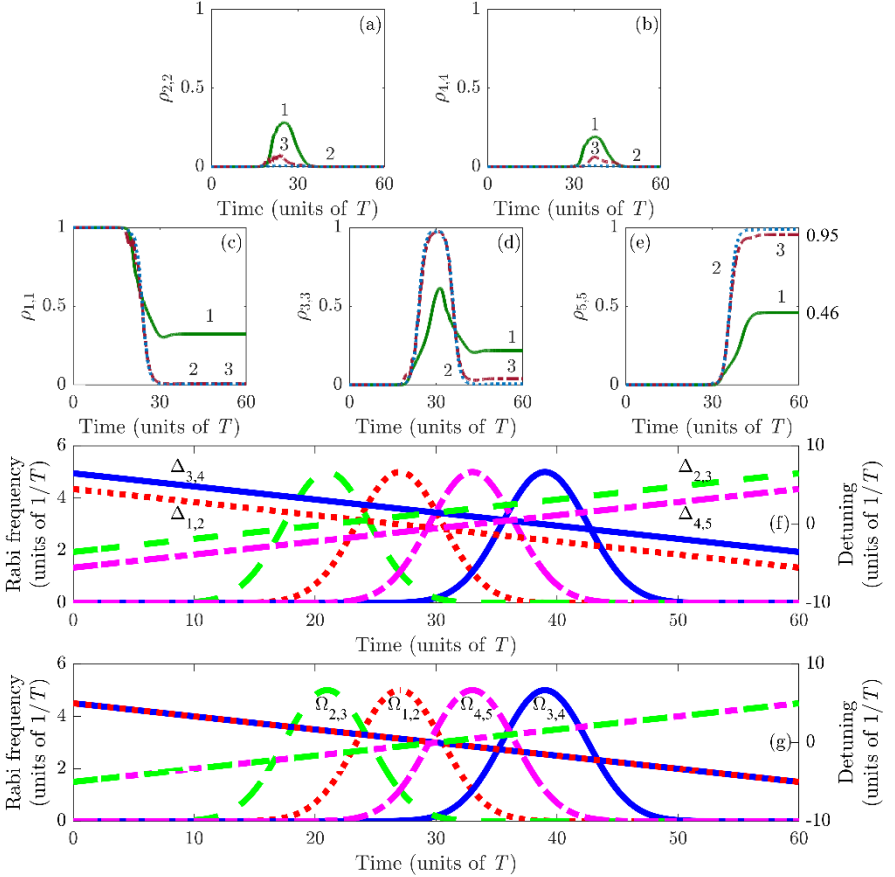 (a)
ρ2,2
1
0.5
0
1
3
2
0
30
60
Time (units of T)
(b)
ρ4,4
1
0.5
0
1
3
2
0
30
60
Time (units of T)
(c)
ρ1,1
1
0.5
0
1
2
3
0
30
60
Time (units of T)
(d)
ρ3,3
1
0.5
0
1
2
3
0
30
60
Time (units of T)
(e)
ρ5,5
1
0.5
0
2
3
1
0.95
0.46
0
30
60
Time (units of T)
Rabi frequency
(units of 1/T)
6
4
2
0
Δ3,4
Δ1,2
Δ2,3
Δ4,5
(f)
10
0
-10
Detuning
(units of 1/T)
0
10
20
30
40
50
60
Time (units of T)
Rabi frequency
(units of 1/T)
6
4
2
0
Ω2,3
Ω1,2
Ω4,5
Ω3,4
(g)
10
0
-10
Detuning
(units of 1/T)
0
10
20
30
40
50
60
Time (units of T)